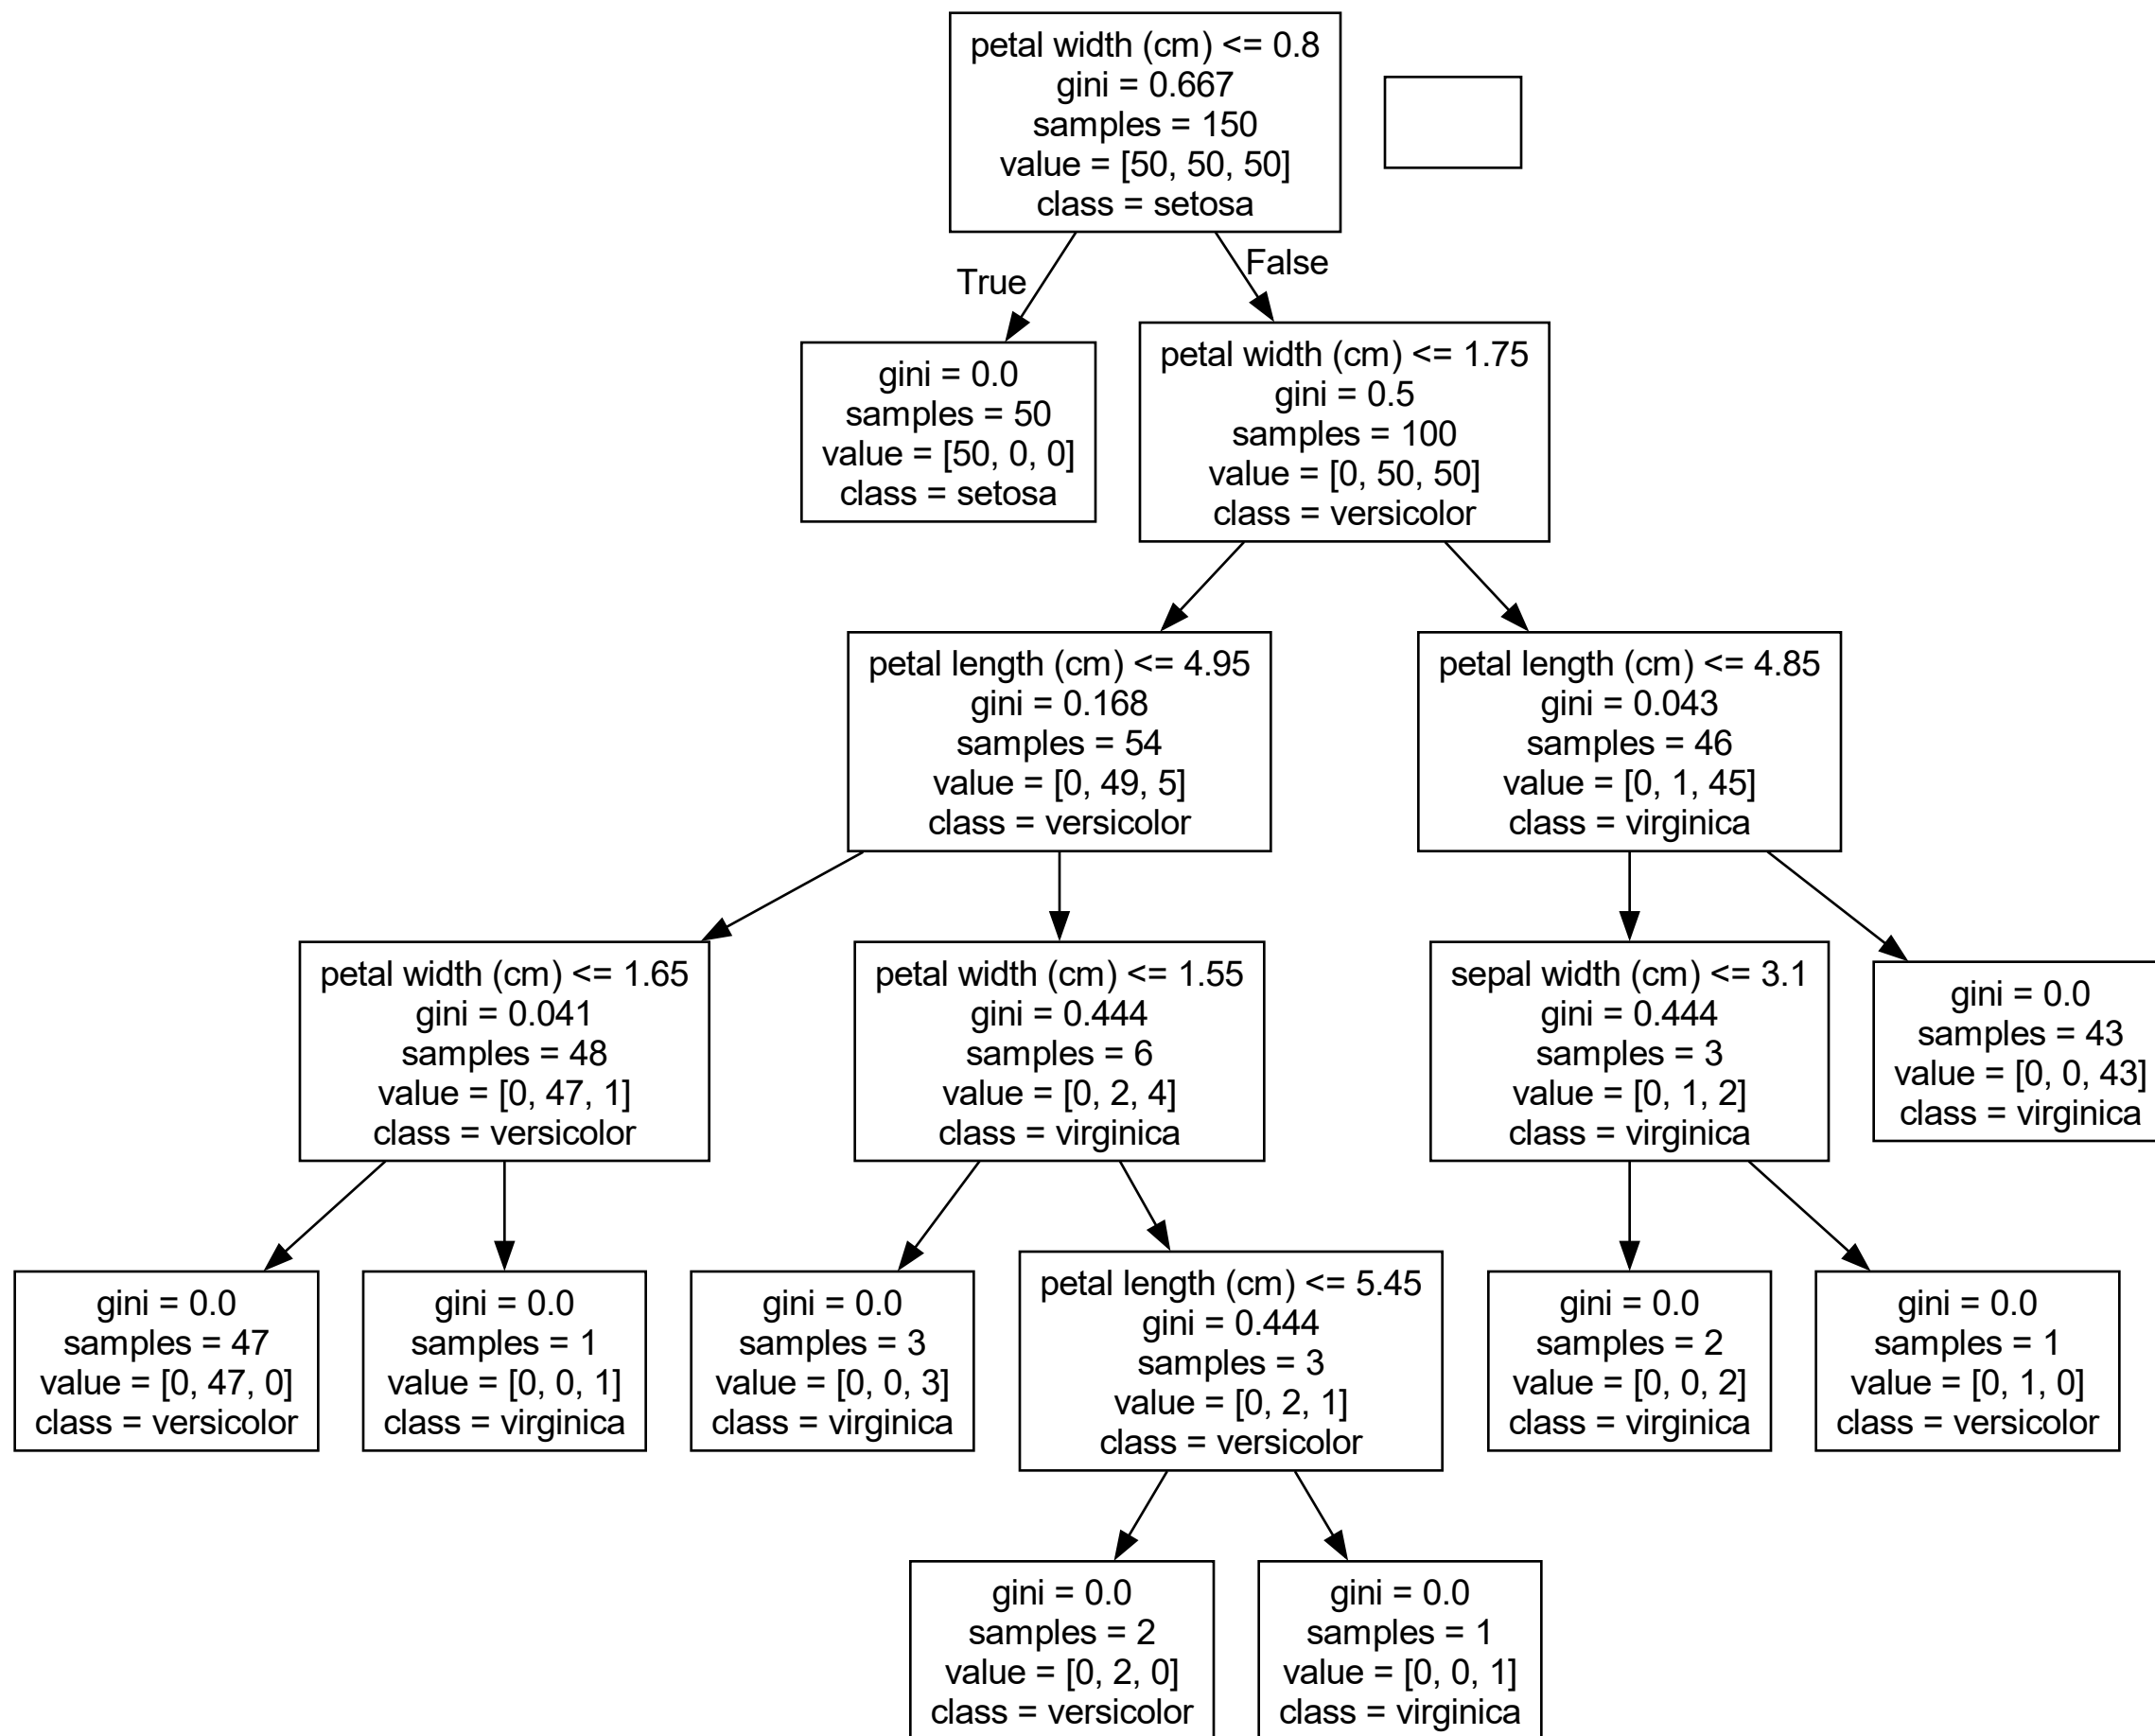 petal width (cm) <= 0.8
gini = 0.667
samples = 150
value = [50, 50, 50]
class = setosa
True
False
gini = 0.0
samples = 50
value = [50, 0, 0]
class = setosa
petal width (cm) <= 1.75
gini = 0.5
samples = 100
value = [0, 50, 50]
class = versicolor
petal length (cm) <= 4.95
gini = 0.168
samples = 54
value = [0, 49, 5]
class = versicolor
petal length (cm) <= 4.85
gini = 0.043
samples = 46
value = [0, 1, 45]
class = virginica
petal width (cm) <= 1.65
gini = 0.041
samples = 48
value = [0, 47, 1]
class = versicolor
petal width (cm) <= 1.55
gini = 0.444
samples = 6
value = [0, 2, 4]
class = virginica
sepal width (cm) <= 3.1
gini = 0.444
samples = 3
value = [0, 1, 2]
class = virginica
gini = 0.0
samples = 43
value = [0, 0, 43]
class = virginica
gini = 0.0
samples = 47
value = [0, 47, 0]
class = versicolor
gini = 0.0
samples = 1
value = [0, 0, 1]
class = virginica
gini = 0.0
samples = 3
value = [0, 0, 3]
class = virginica
petal length (cm) <= 5.45
gini = 0.444
samples = 3
value = [0, 2, 1]
class = versicolor
gini = 0.0
samples = 2
value = [0, 0, 2]
class = virginica
gini = 0.0
samples = 1
value = [0, 1, 0]
class = versicolor
gini = 0.0
samples = 2
value = [0, 2, 0]
class = versicolor
gini = 0.0
samples = 1
value = [0, 0, 1]
class = virginica